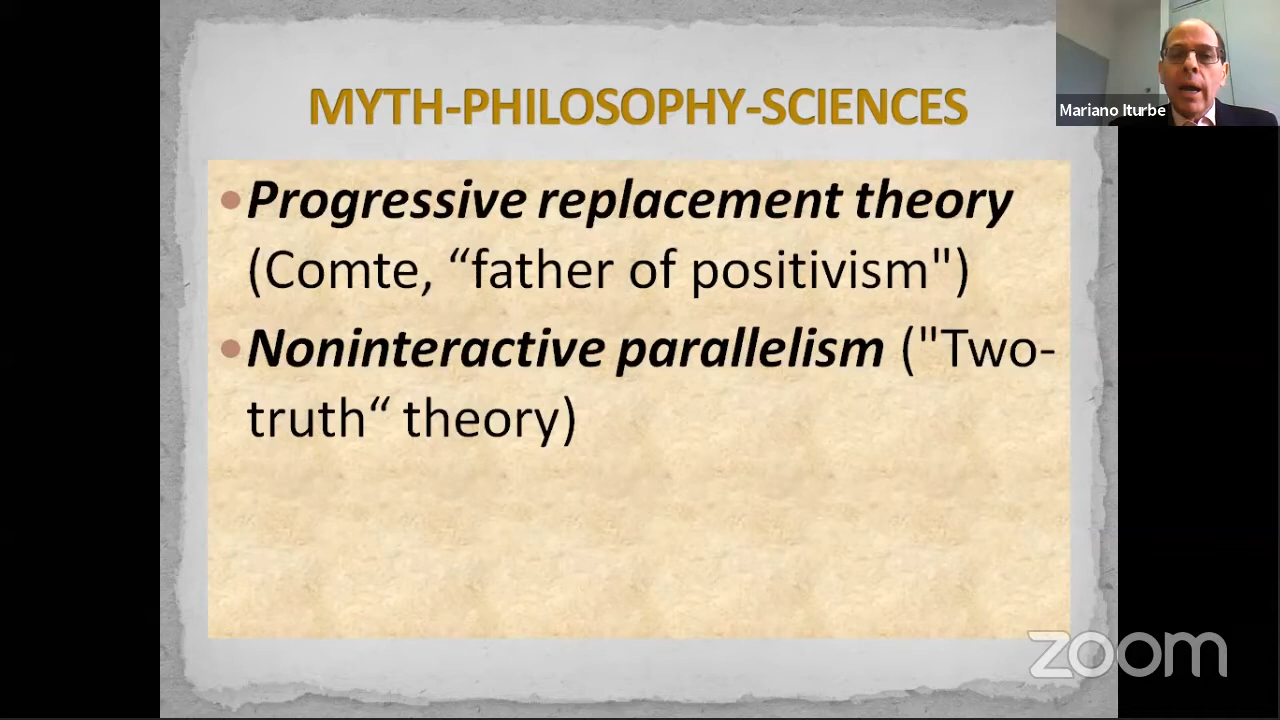 MYTH-PHILOSOPHY-SCIENCES
Mariano Iturbe
•Progressive replacement theory
(Comte, “father of positivism")
•Noninteractive parallelism ("Two-
truth“ theory)
zoom